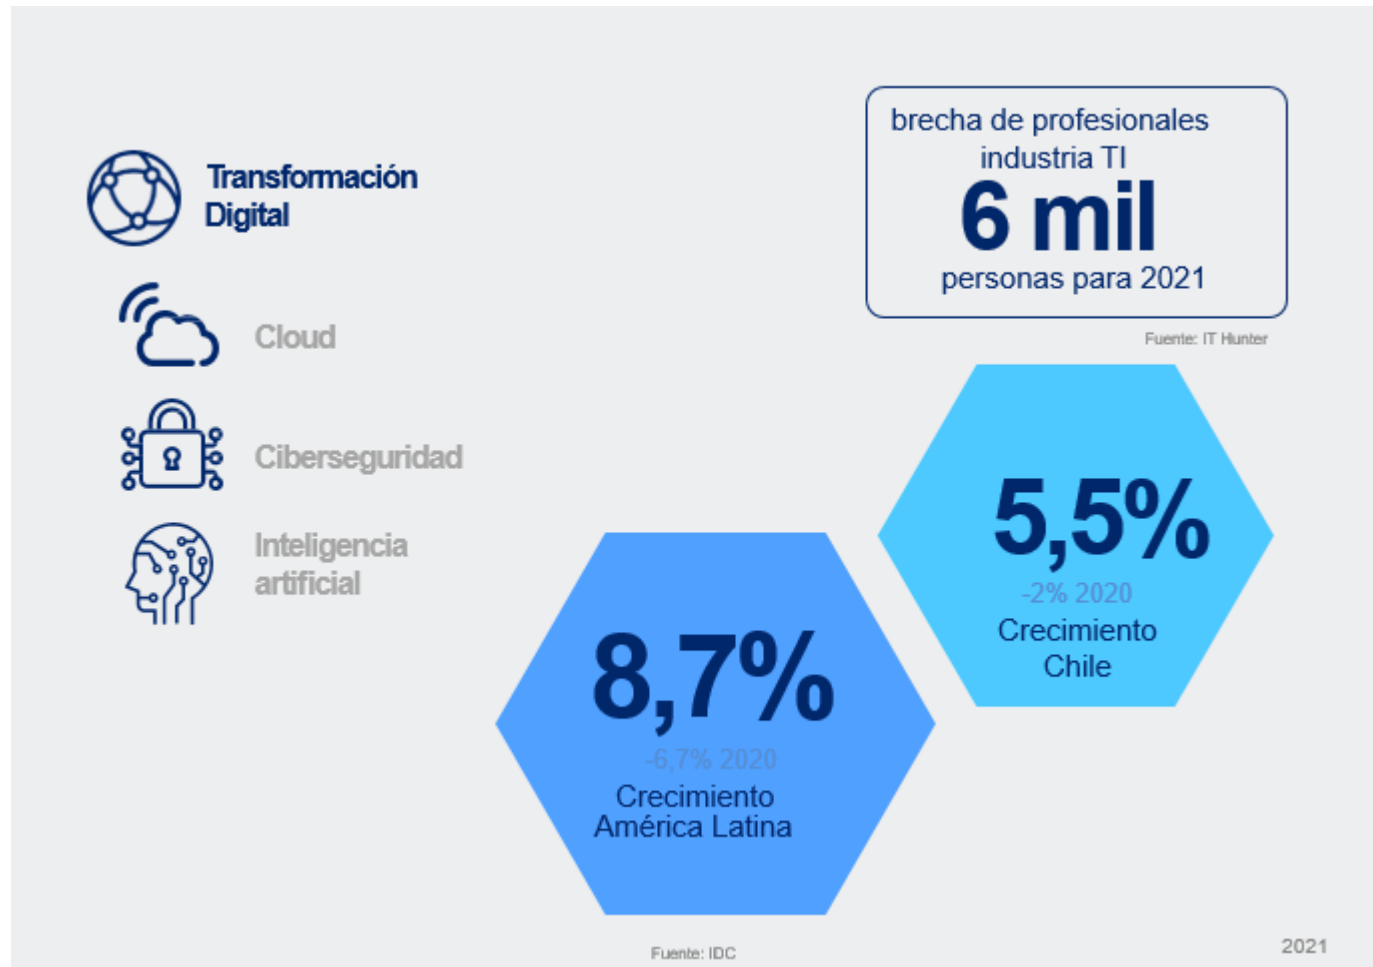 Transformación
Digital
Cloud
Ciberseguridad
Inteligencia
artificial
brecha de profesionales
industria TI
6 mil
personas para 2021
Fuente: IT Hunter
5,5%
-2% 2020
Crecimiento
Chile
8,7%
-6,7% 2020
Crecimiento
América Latina
Fuente: IDC
2021